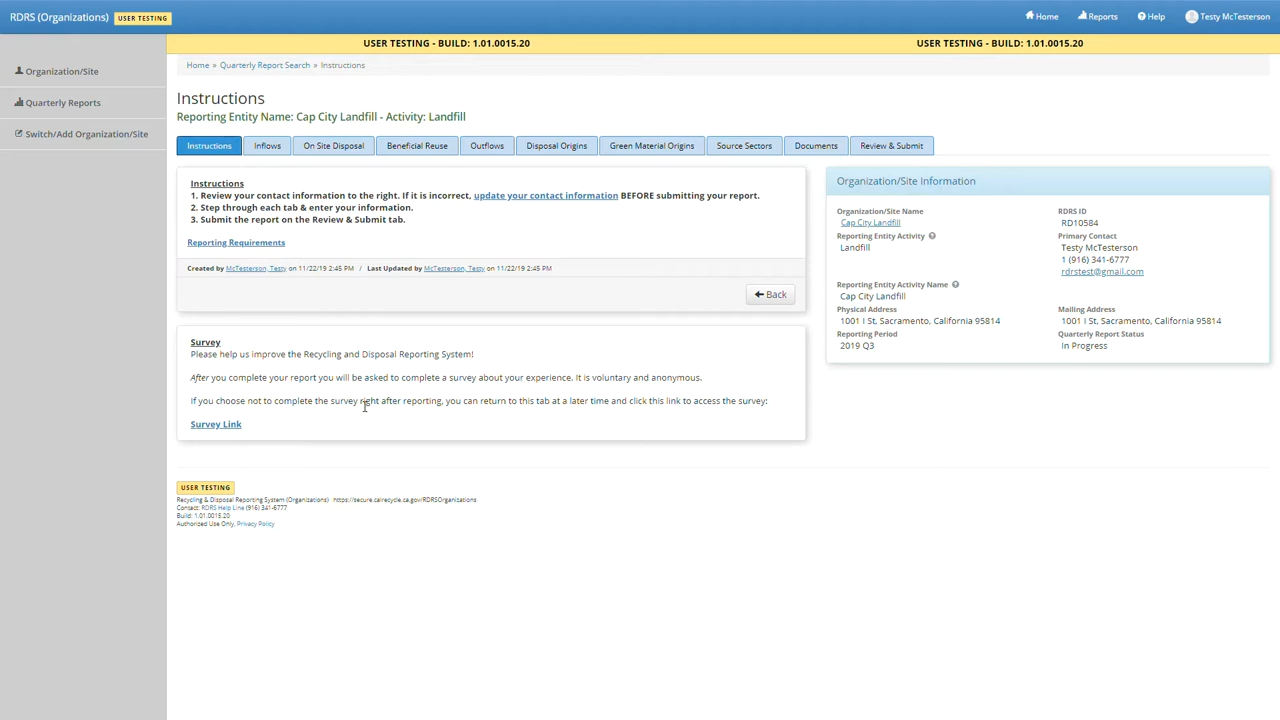 RDRS (Organizations) USER TESTING
Home Reports Help Testy McTesterson
USER TESTING - BUILD: 1.01.0015.20 USER TESTING - BUILD: 1.01.0015.20
Organization/Site
Quarterly Reports
Switch/Add Organization/Site
Home » Quarterly Report Search » Instructions
Instructions
Reporting Entity Name: Cap City Landfill - Activity: Landfill
Instructions Inflows On Site Disposal Beneficial Reuse Outflows Disposal Origins Green Material Origins Source Sectors Documents Review & Submit
Instructions
1. Review your contact information to the right. If it is incorrect, update your contact information BEFORE submitting your report.
2. Step through each tab & enter your information.
3. Submit the report on the Review & Submit tab.
Reporting Requirements
Created by McTesterson, Testy on 11/22/19 2:45 PM / Last Updated by McTesterson, Testy on 11/22/19 2:45 PM
Back
Survey
Please help us improve the Recycling and Disposal Reporting System!
After you complete your report you will be asked to complete a survey about your experience. It is voluntary and anonymous.
If you choose not to complete the survey right after reporting, you can return to this tab at a later time and click this link to access the survey:
Survey Link
Organization/Site Information
Organization/Site Name
Cap City Landfill
Reporting Entity Activity
Landfill
Reporting Entity Activity Name
Cap City Landfill
Physical Address
1001 I St, Sacramento, California 95814
Reporting Period
2019 Q3
RDRS ID
RD10584
Primary Contact
Testy McTesterson
1 (916) 341-6777
rdrstest@gmail.com
Mailing Address
1001 I St, Sacramento, California 95814
Quarterly Report Status
In Progress
USER TESTING
Recycling & Disposal Reporting System (Organizations) https://secure.calrecycle.ca.gov/RDRSOrganizations
Contact: RDRS Help Line (916) 341-6777
Build: 1.01.0015.20
Authorized Use Only. Privacy Policy